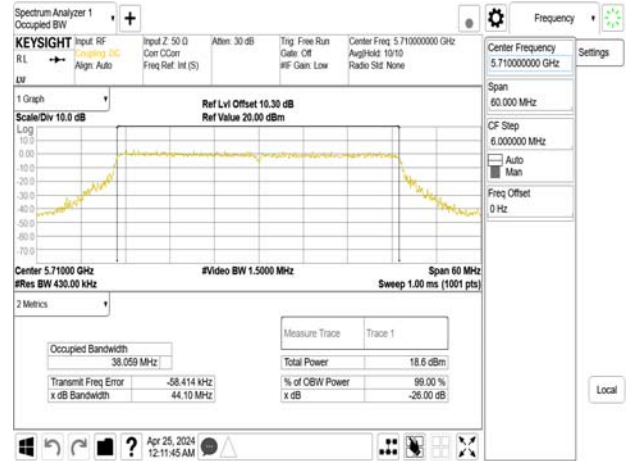 Spectrum Analyzer 1
Occupied BW
Frequency
KEYSIGHT
Input: RF
Coupling: DC
Align: Auto
Input Z: 50 Ω
Corr CCorr
Freq Ref: Int (S)
Atten: 30 dB
Trig: Free Run
Gate: Off
#IF Gain: Low
Center Freq: 5.710000000 GHz
Avg|Hold: 10/10
Radio Std: None
RL
LXI
Center Frequency
5.710000000 GHz
Settings
Span
60.000 MHz
CF Step
6.000000 MHz
Auto
Man
Freq Offset
0 Hz
Local
1 Graph
Scale/Div 10.0 dB
Ref Lvl Offset 10.30 dB
Ref Value 20.00 dBm
Log
10.0
0.00
-10.0
-20.0
-30.0
-40.0
-50.0
-60.0
-70.0
Center 5.71000 GHz
#Res BW 430.00 kHz
#Video BW 1.5000 MHz
Span 60 MHz
Sweep 1.00 ms (1001 pts)
2 Metrics
Measure Trace
Trace 1
Occupied Bandwidth
38.059 MHz
Total Power
18.6 dBm
Transmit Freq Error
-58.414 kHz
% of OBW Power
99.00 %
x dB Bandwidth
44.10 MHz
x dB
-26.00 dB
?
Apr 25, 2024
12:11:45 AM